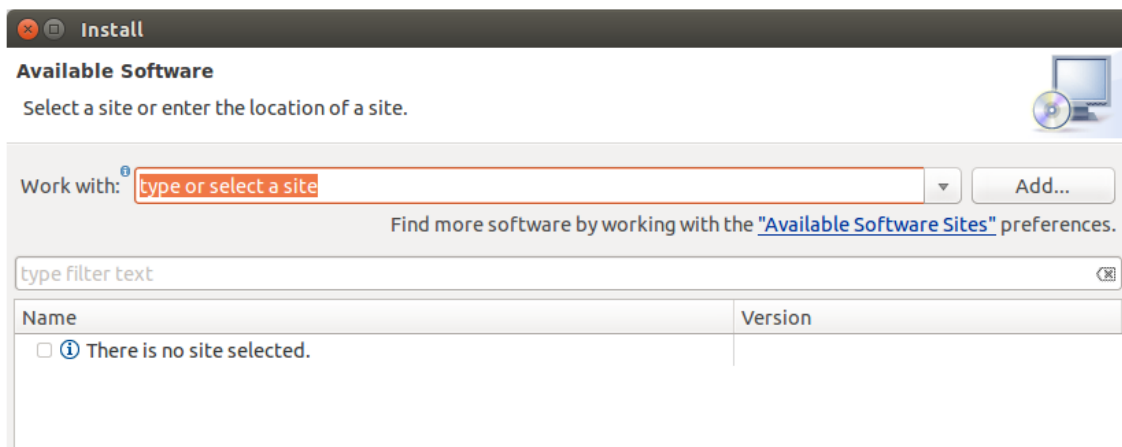 Install
Available Software
Select a site or enter the location of a site.
Work with: type or select a site Add...
Find more software by working with the "Available Software Sites" preferences.
type filter text
Name Version
There is no site selected.